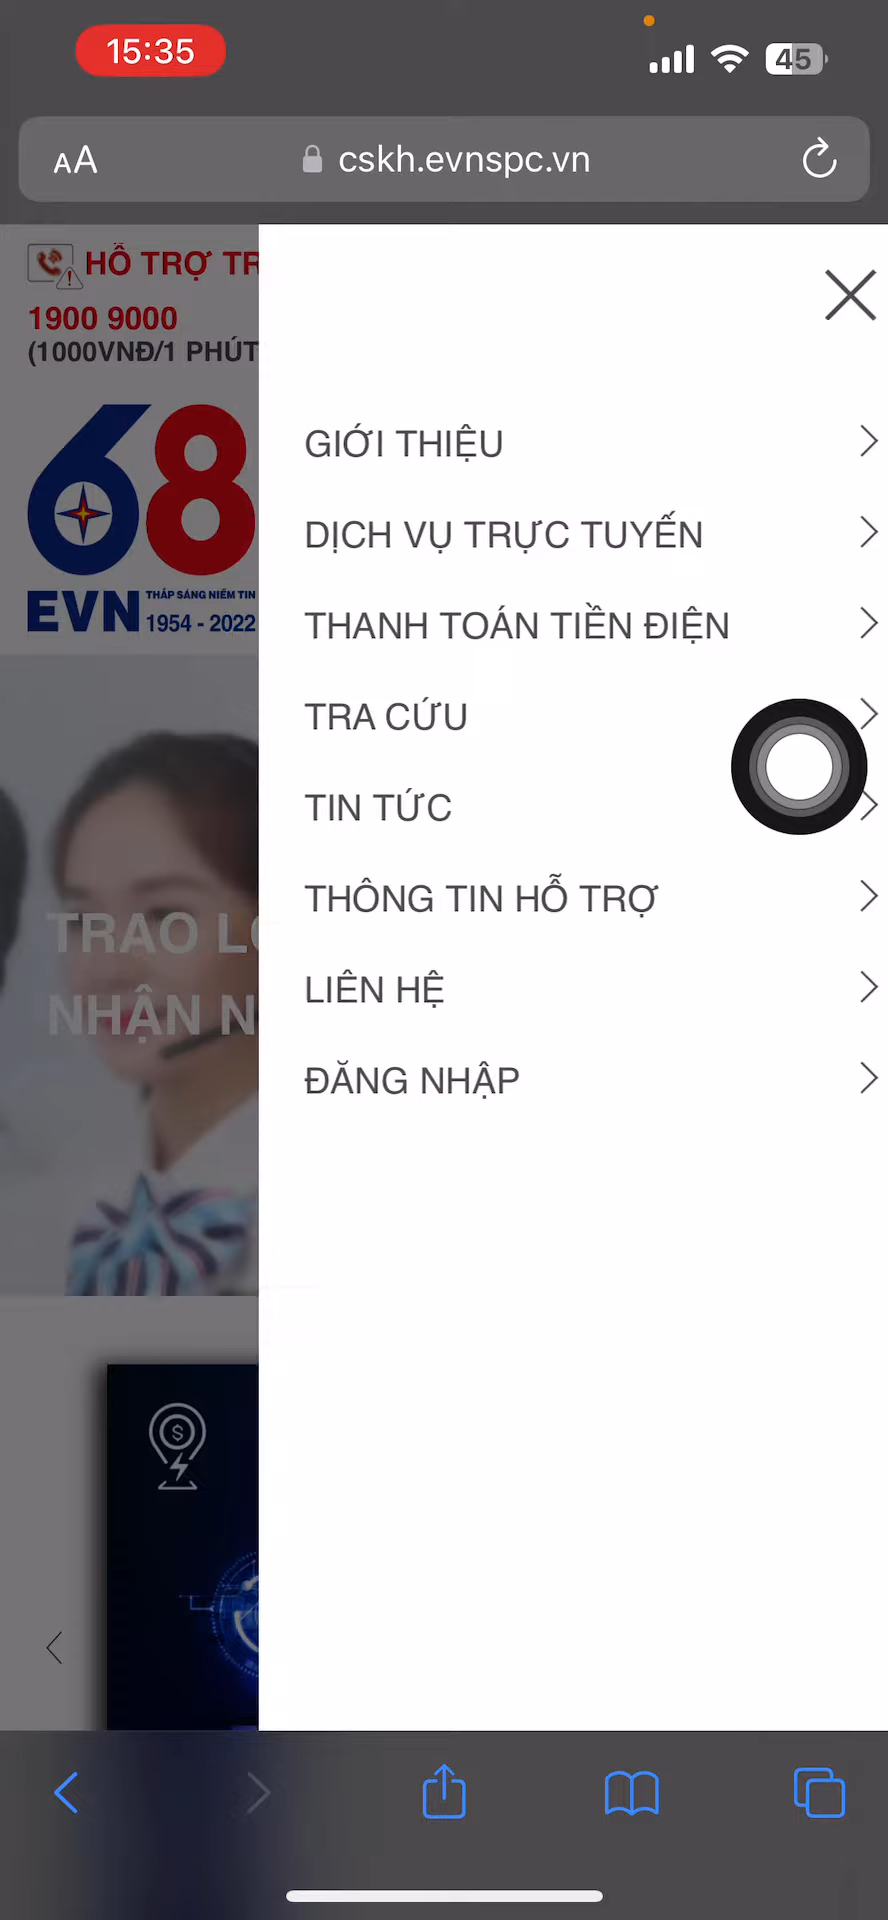 15:35
45
AA
cskh.evnspc.vn
HỖ TRỢ TR
1900 9000
(1000VNĐ/1 PHÚT
68
EVN
THẮP SÁNG NIỀM TIN
1954 - 2022
TRAO L
NHẬN N
GIỚI THIỆU
DỊCH VỤ TRỰC TUYẾN
THANH TOÁN TIỀN ĐIỆN
TRA CỨU
TIN TỨC
THÔNG TIN HỖ TRỢ
LIÊN HỆ
ĐĂNG NHẬP